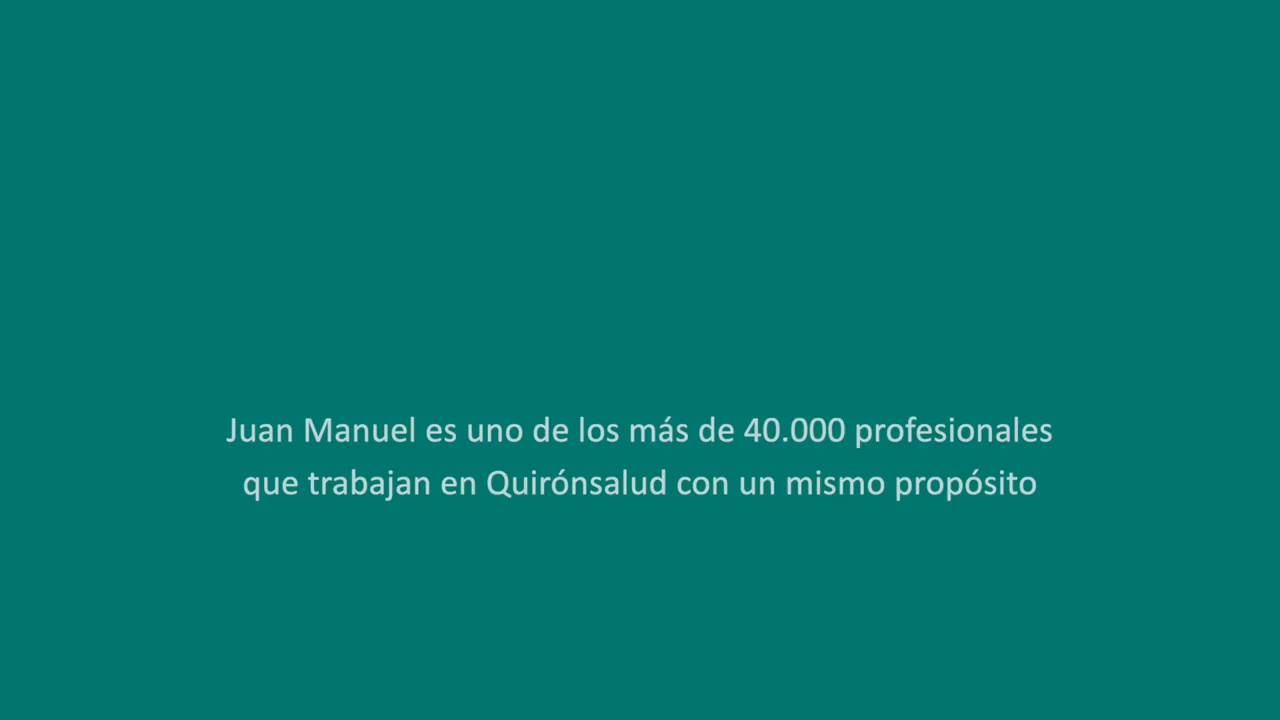 Juan Manuel es uno de los más de 40.000 profesionales
que trabajan en Quirónsalud con un mismo propósito